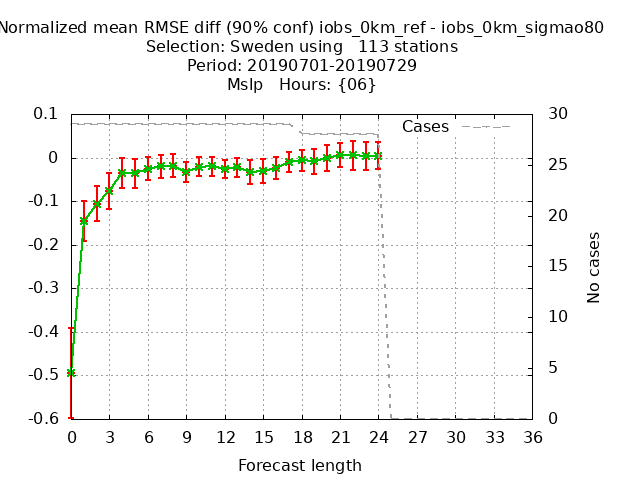 Normalized mean RMSE diff (90% conf) iobs_0km_ref - iobs_0km_sigmao80
Selection: Sweden using 113 stations
Period: 20190701-20190729
Mslp Hours: {06}
Cases
0.1
0
-0.1
-0.2
-0.3
-0.4
-0.5
-0.6
30
25
20
15
10
5
0
No cases
0 3 6 9 12 15 18 21 24 27 30 33 36
Forecast length